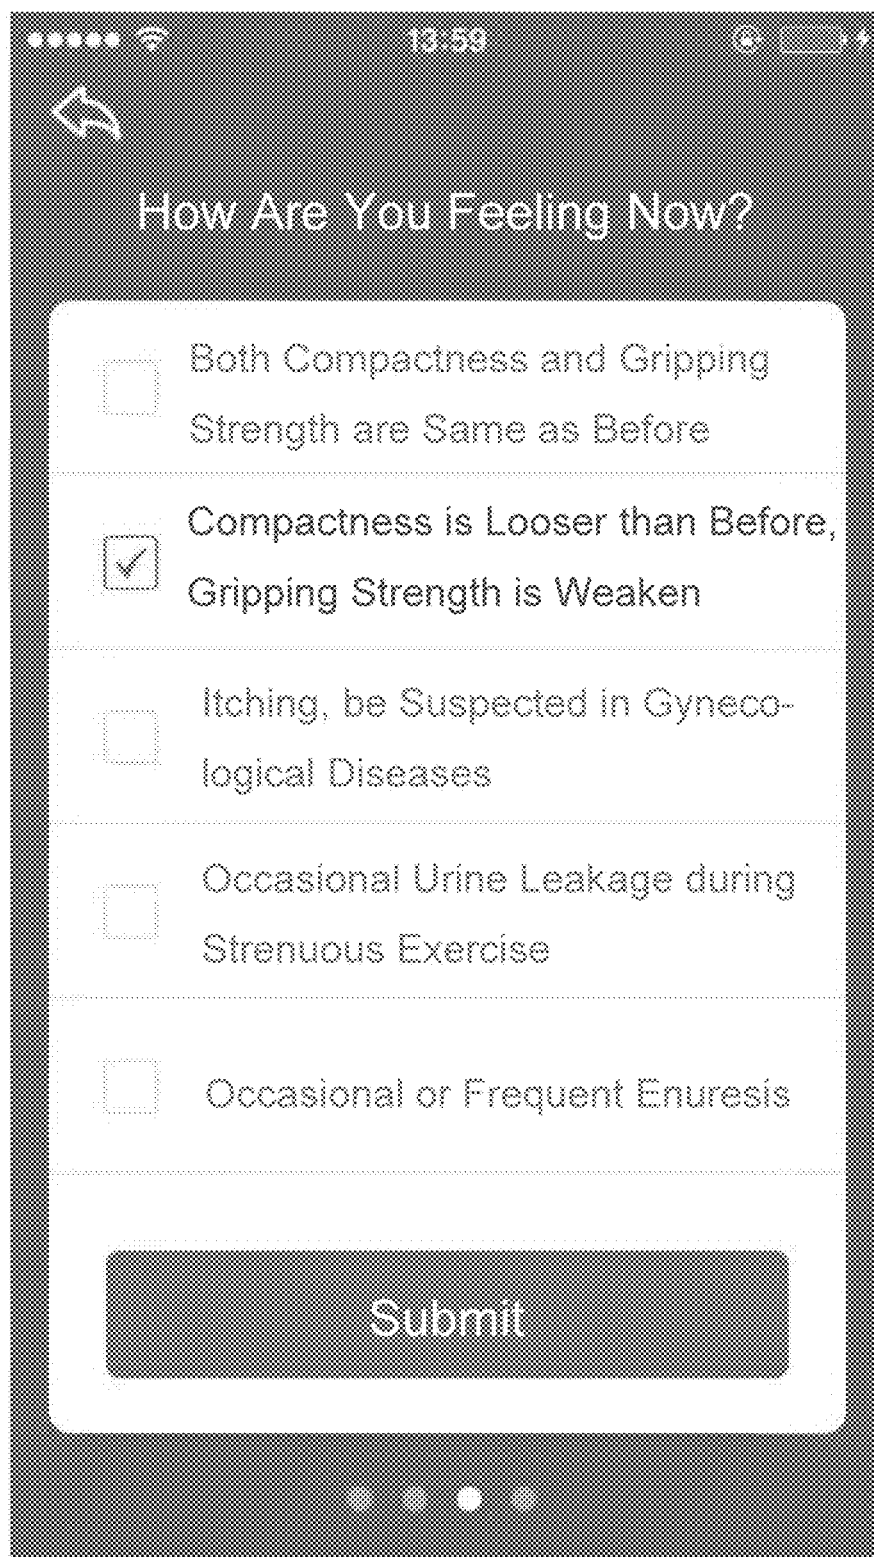 13:59
How Are You Feeling Now?
Both Compactness and Gripping
Strength are Same as Before
Compactness is Looser than Before,
Gripping Strength is Weaken
Itching, be Suspected in Gyneco-
logical Diseases
Occasional Urine Leakage during
Strenuous Exercise
Occasional or Frequent Enuresis
Submit